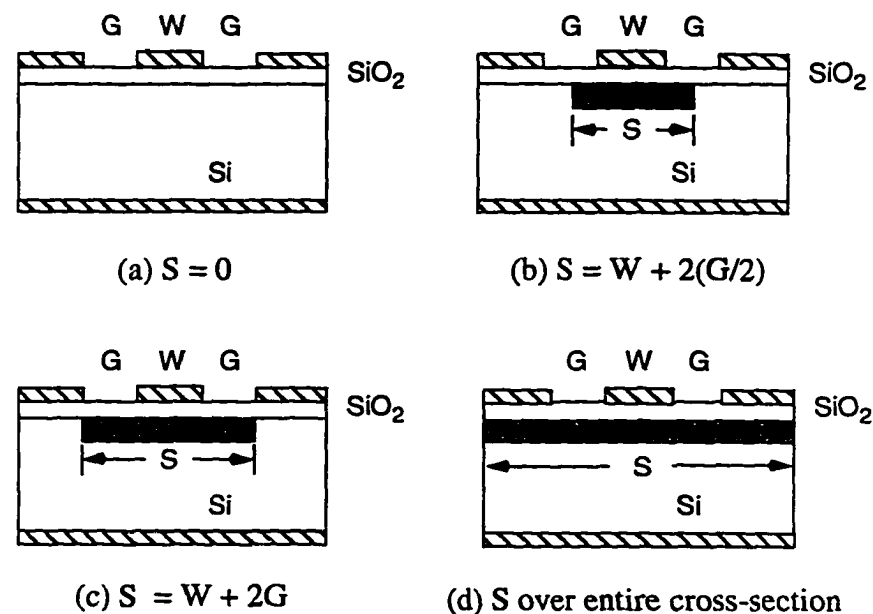 G W G
G W G
SiO₂
SiO₂
S
Si
Si
(a) S = 0
(b) S = W + 2(G/2)
G W G
G W G
SiO₂
SiO₂
S
S
Si
Si
(c) S = W + 2G
(d) S over entire cross-section